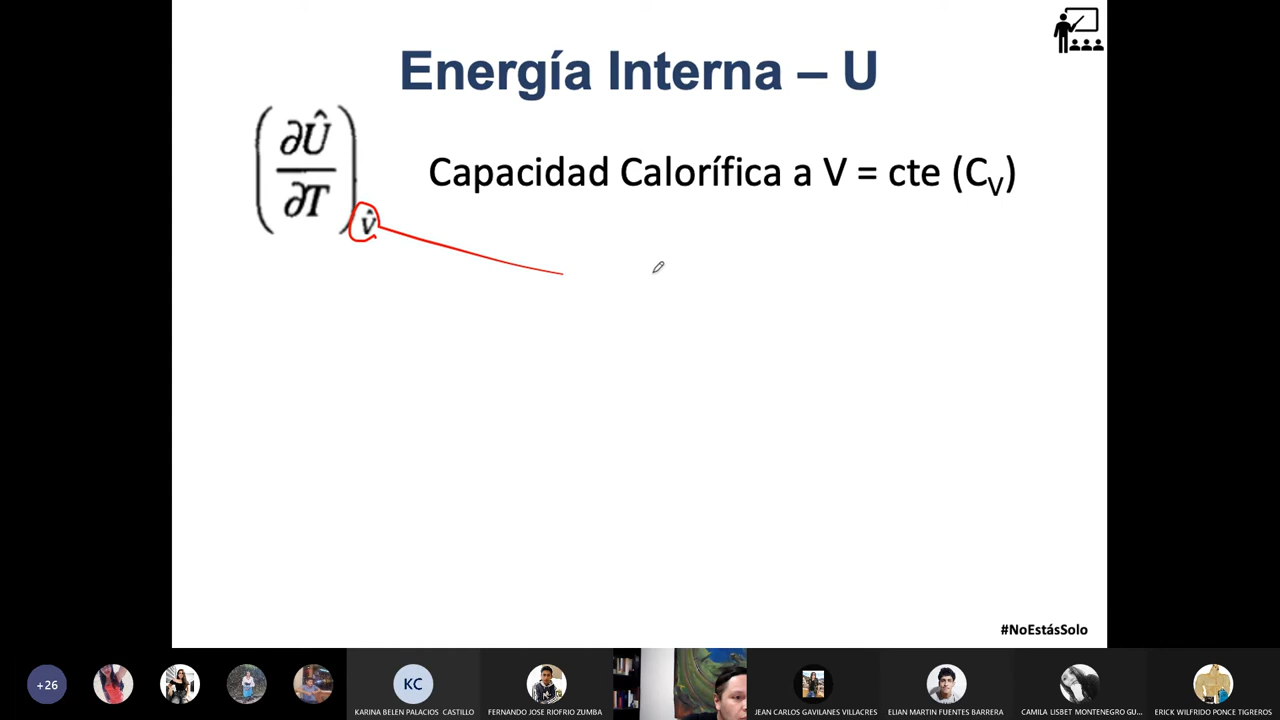 Energía Interna – U
(∂Û/∂T)V̂
Capacidad Calorífica a V = cte (CV)
#NoEstásSolo
+26
KC
KARINA BELEN PALACIOS CASTILLO
FERNANDO JOSE RIOFRIO ZUMBA
JEAN CARLOS GAVILANES VILLACRES
ELIAN MARTIN FUENTES BARRERA
CAMILA LISBET MONTENEGRO GU...
ERICK WILFRIDO PONCE TIGREROS